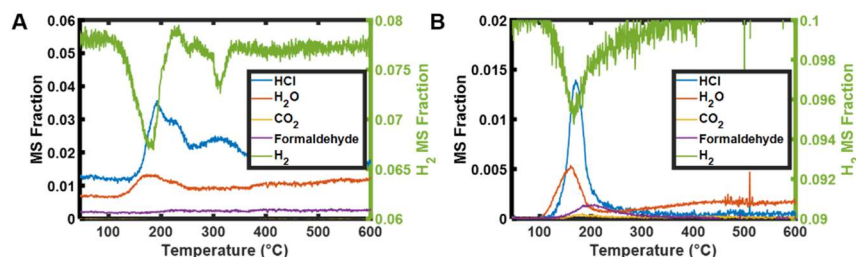 A
0.06
0.05
0.04
0.03
0.02
0.01
0
MS Fraction
HCl
H₂O
CO₂
Formaldehyde
H₂
0.08
0.075
0.07
0.065
0.06
H₂ MS Fraction
100 200 300 400 500 600
Temperature (°C)
B
0.02
0.015
0.01
0.005
0
MS Fraction
HCl
H₂O
CO₂
Formaldehyde
H₂
0.1
0.098
0.096
0.094
0.092
0.09
H₂ MS Fraction
100 200 300 400 500 600
Temperature (°C)